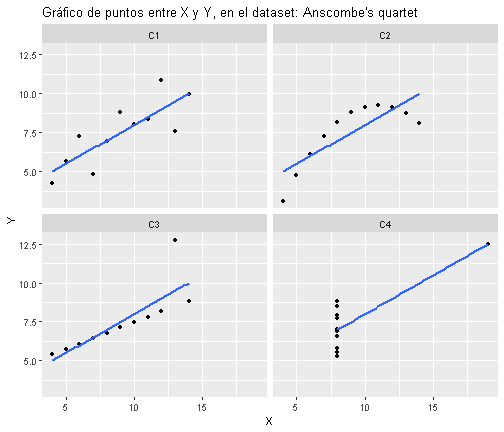 Gráfico de puntos entre X y Y, en el dataset: Anscombe's quartet
C1
C2
12.5
10.0
7.5
5.0
C3
C4
12.5
10.0
7.5
5.0
Y
5
10
15
5
10
15
X